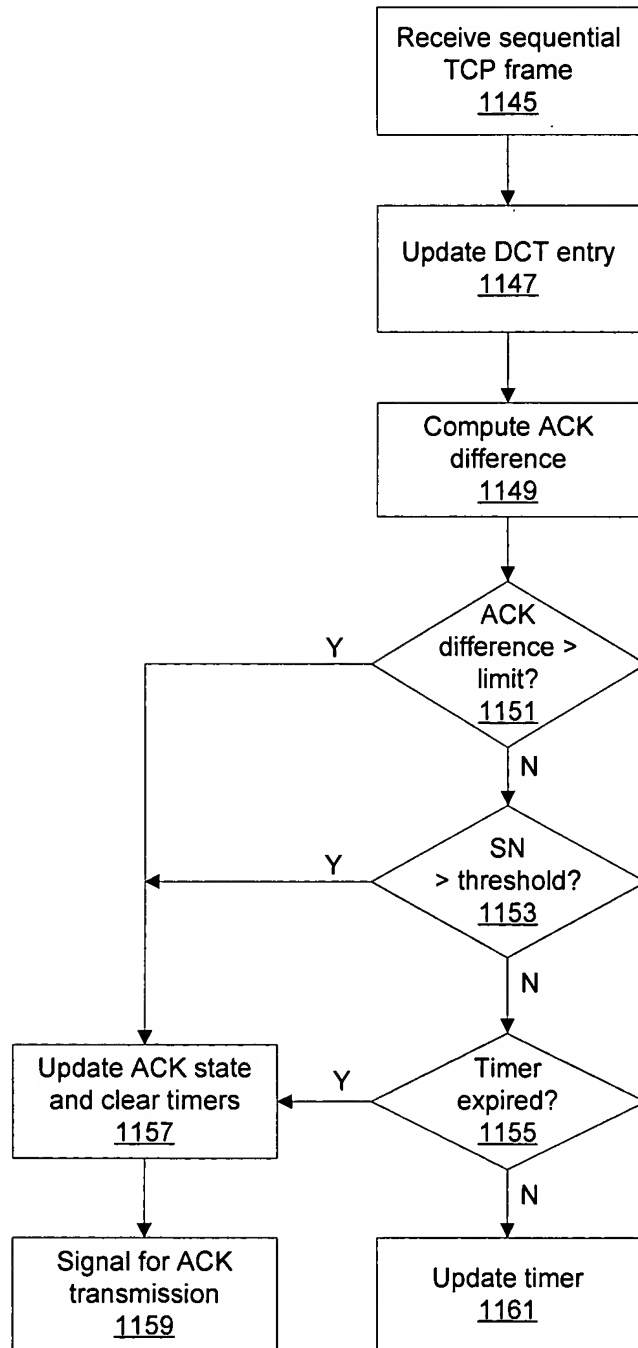 Receive sequential
TCP frame
1145
Update DCT entry
1147
Compute ACK
difference
1149
ACK
difference >
limit?
1151
Y
N
SN
> threshold?
1153
Y
N
Timer
expired?
1155
Y
N
Update ACK state
and clear timers
1157
Signal for ACK
transmission
1159
Update timer
1161